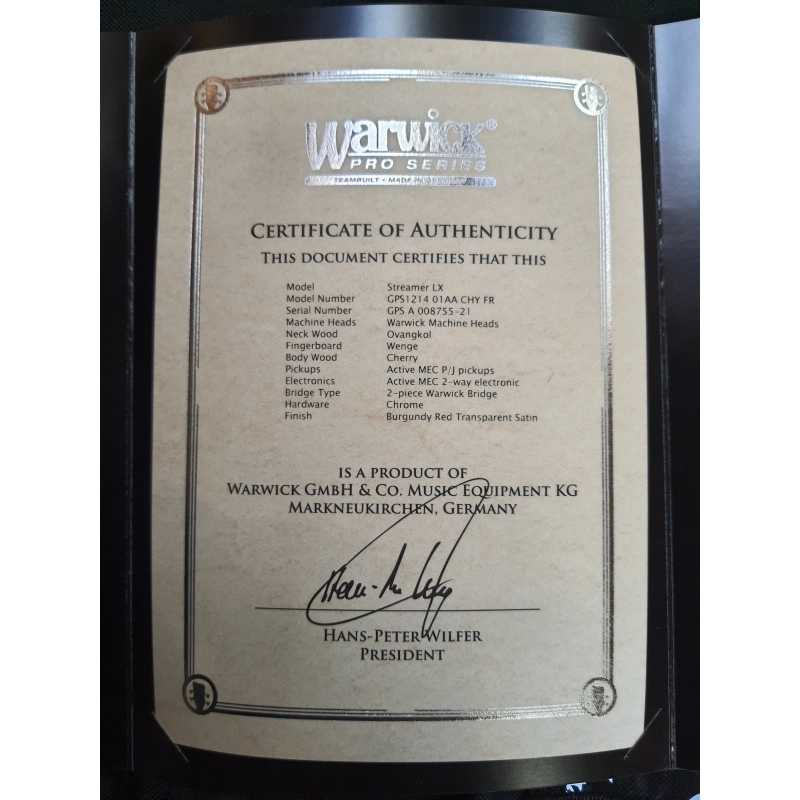 Warwick®
PRO SERIES
TEAMBUILT • MADE IN GERMANY
CERTIFICATE OF AUTHENTICITY
THIS DOCUMENT CERTIFIES THAT THIS
Model Streamer LX
Model Number GPS1214 01AA CHY FR
Serial Number GPS A 008755-21
Machine Heads Warwick Machine Heads
Neck Wood Ovangkol
Fingerboard Wenge
Body Wood Cherry
Pickups Active MEC P/J pickups
Electronics Active MEC 2-way electronic
Bridge Type 2-piece Warwick Bridge
Hardware Chrome
Finish Burgundy Red Transparent Satin
IS A PRODUCT OF
WARWICK GMBH & CO. MUSIC EQUIPMENT KG
MARKNEUKIRCHEN, GERMANY
HANS-PETER WILFER
PRESIDENT